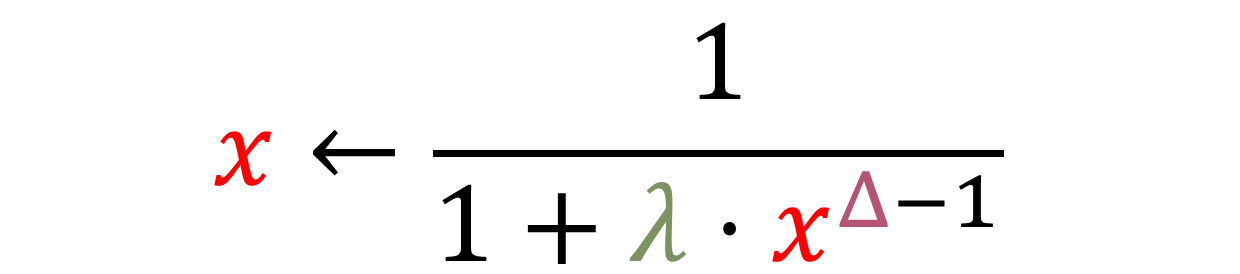 x ← 1 / (1 + λ · x^{Δ−1})